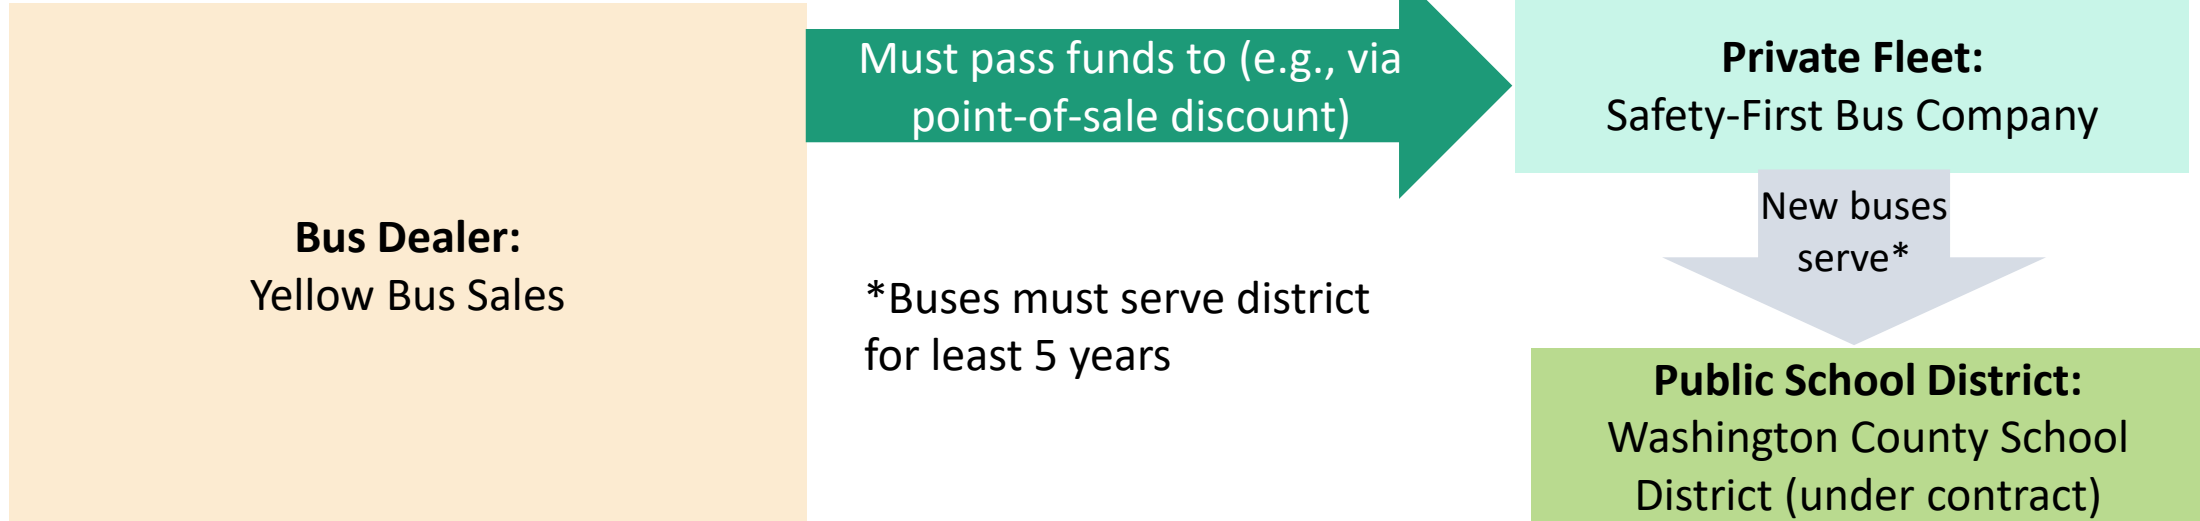 Bus Dealer:
Yellow Bus Sales
Must pass funds to (e.g., via
point-of-sale discount)
*Buses must serve district
for least 5 years
Private Fleet:
Safety-First Bus Company
New buses
serve*
Public School District:
Washington County School
District (under contract)